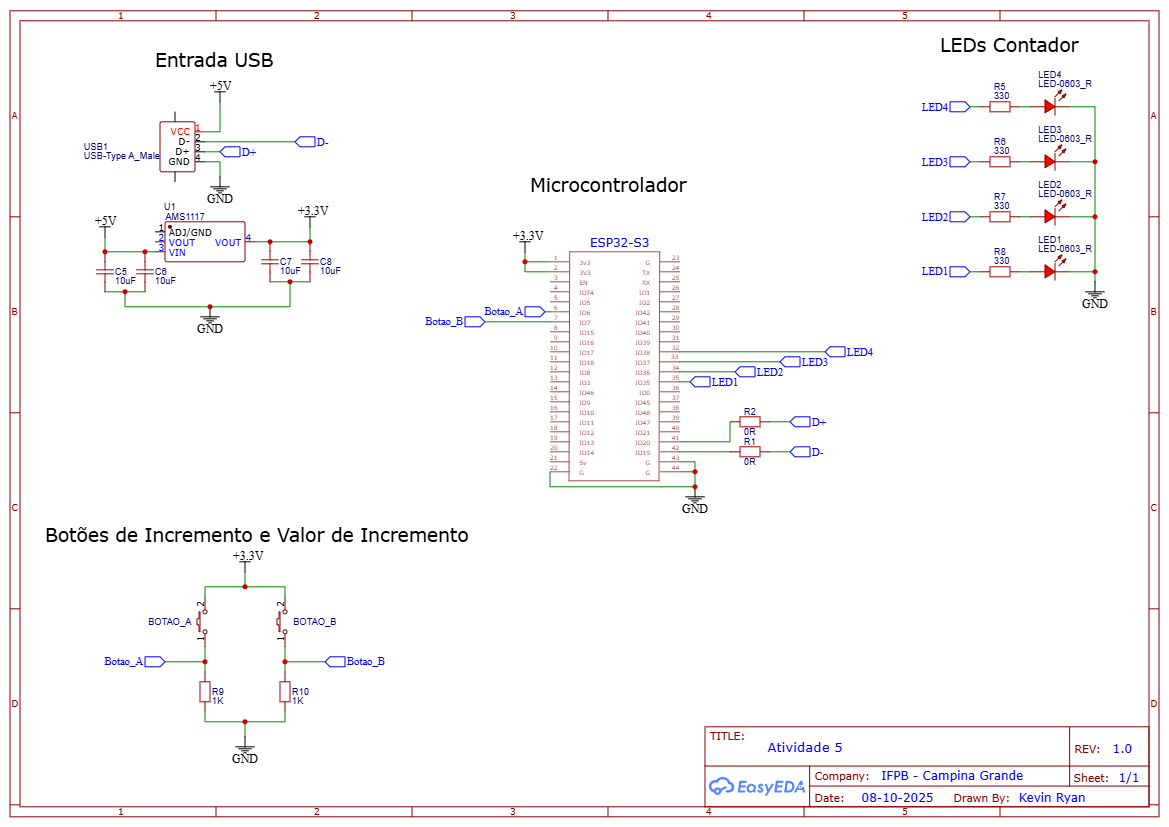 1 2 3 4 5
A
B
C
D
A
B
C
D
Entrada USB
+5V
VCC 1
D- 2
D+ 3
GND 4
USB1
USB-Type A_Male
D-
D+
GND
U1
AMS1117
+5V
+3.3V
1 ADJ/GND
2 VOUT VOUT 4
3 VIN
C5
10uF
C6
10uF
C7
10uF
C8
10uF
GND
Microcontrolador
+3.3V
ESP32-S3
1 3v3 G 23
2 3V3 TX 24
3 EN RX 25
4 IOT4 IO1 26
5 IO5 IO2 27
6 IO6 IO42 28
7 IO7 IO41 29
8 IO15 IO40 30
9 IO16 IO39 31
10 IO17 IO38 32
11 IO18 IO37 33
12 IO8 IO36 34
13 IO3 IO35 35
14 IO46 IO0 36
15 IO9 IO45 37
16 IO10 IO48 38
17 IO11 IO47 39
18 IO12 IO21 40
19 IO13 IO20 41
20 IO14 IO19 42
21 5v G 43
22 G G 44
Botao_A
Botao_B
LED4
LED3
LED2
LED1
R2
0R
D+
R1
0R
D-
GND
LEDs Contador
LED4
LED-0603_R
R5
330
LED4
LED3
LED-0603_R
R6
330
LED3
LED2
LED-0603_R
R7
330
LED2
LED1
LED-0603_R
R8
330
LED1
GND
Botões de Incremento e Valor de Incremento
+3.3V
2 2
BOTAO_A BOTAO_B
1 1
Botao_A Botao_B
R9
1K
R10
1K
GND
TITLE:
Atividade 5
REV: 1.0
EasyEDA
Company: IFPB - Campina Grande
Sheet: 1/1
Date: 08-10-2025 Drawn By: Kevin Ryan
1 2 3 4 5